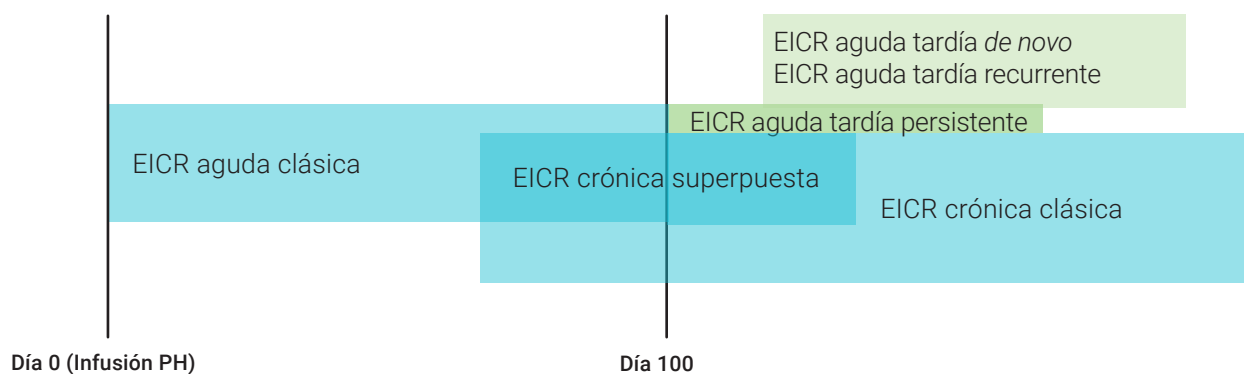 EICR aguda tardía de novo
EICR aguda tardía recurrente
EICR aguda tardía persistente
EICR aguda clásica
EICR crónica superpuesta
EICR crónica clásica
Día 0 (Infusión PH)
Día 100